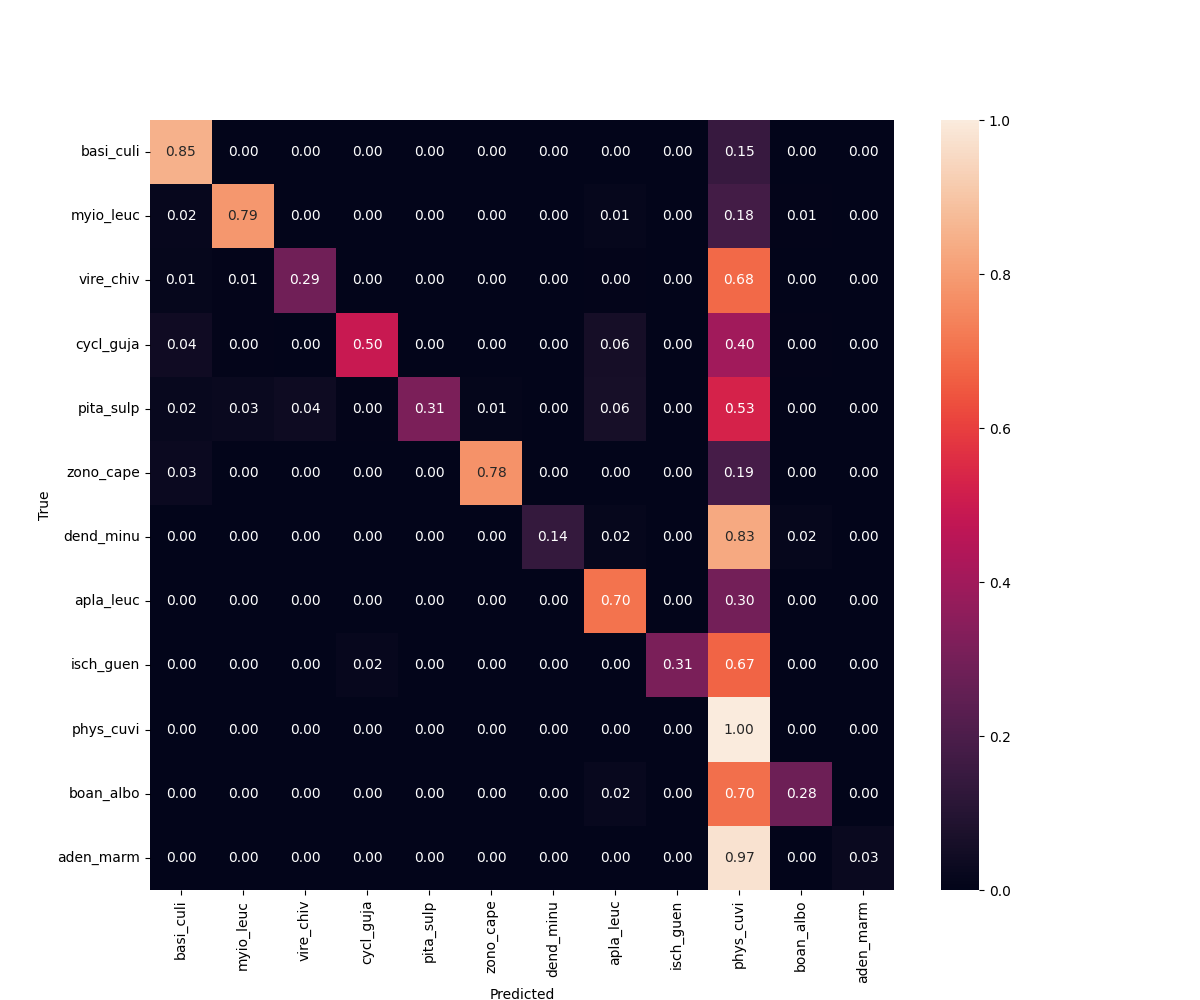 1.0
basi_culi 0.85 0.00 0.00 0.00 0.00 0.00 0.00 0.00 0.00 0.15 0.00 0.00
myio_leuc 0.02 0.79 0.00 0.00 0.00 0.00 0.00 0.01 0.00 0.18 0.01 0.00
vire_chiv 0.01 0.01 0.29 0.00 0.00 0.00 0.00 0.00 0.00 0.68 0.00 0.00
0.8
cycl_guja 0.04 0.00 0.00 0.50 0.00 0.00 0.00 0.06 0.00 0.40 0.00 0.00
pita_sulp 0.02 0.03 0.04 0.00 0.31 0.01 0.00 0.06 0.00 0.53 0.00 0.00
0.6
zono_cape 0.03 0.00 0.00 0.00 0.00 0.78 0.00 0.00 0.00 0.19 0.00 0.00
True
dend_minu 0.00 0.00 0.00 0.00 0.00 0.00 0.14 0.02 0.00 0.83 0.02 0.00
0.4
apla_leuc 0.00 0.00 0.00 0.00 0.00 0.00 0.00 0.70 0.00 0.30 0.00 0.00
isch_guen 0.00 0.00 0.00 0.02 0.00 0.00 0.00 0.00 0.31 0.67 0.00 0.00
phys_cuvi 0.00 0.00 0.00 0.00 0.00 0.00 0.00 0.00 0.00 1.00 0.00 0.00
0.2
boan_albo 0.00 0.00 0.00 0.00 0.00 0.00 0.00 0.02 0.00 0.70 0.28 0.00
aden_marm 0.00 0.00 0.00 0.00 0.00 0.00 0.00 0.00 0.00 0.97 0.00 0.03
0.0
basi_culi myio_leuc vire_chiv cycl_guja pita_sulp zono_cape dend_minu apla_leuc isch_guen phys_cuvi boan_albo aden_marm
Predicted